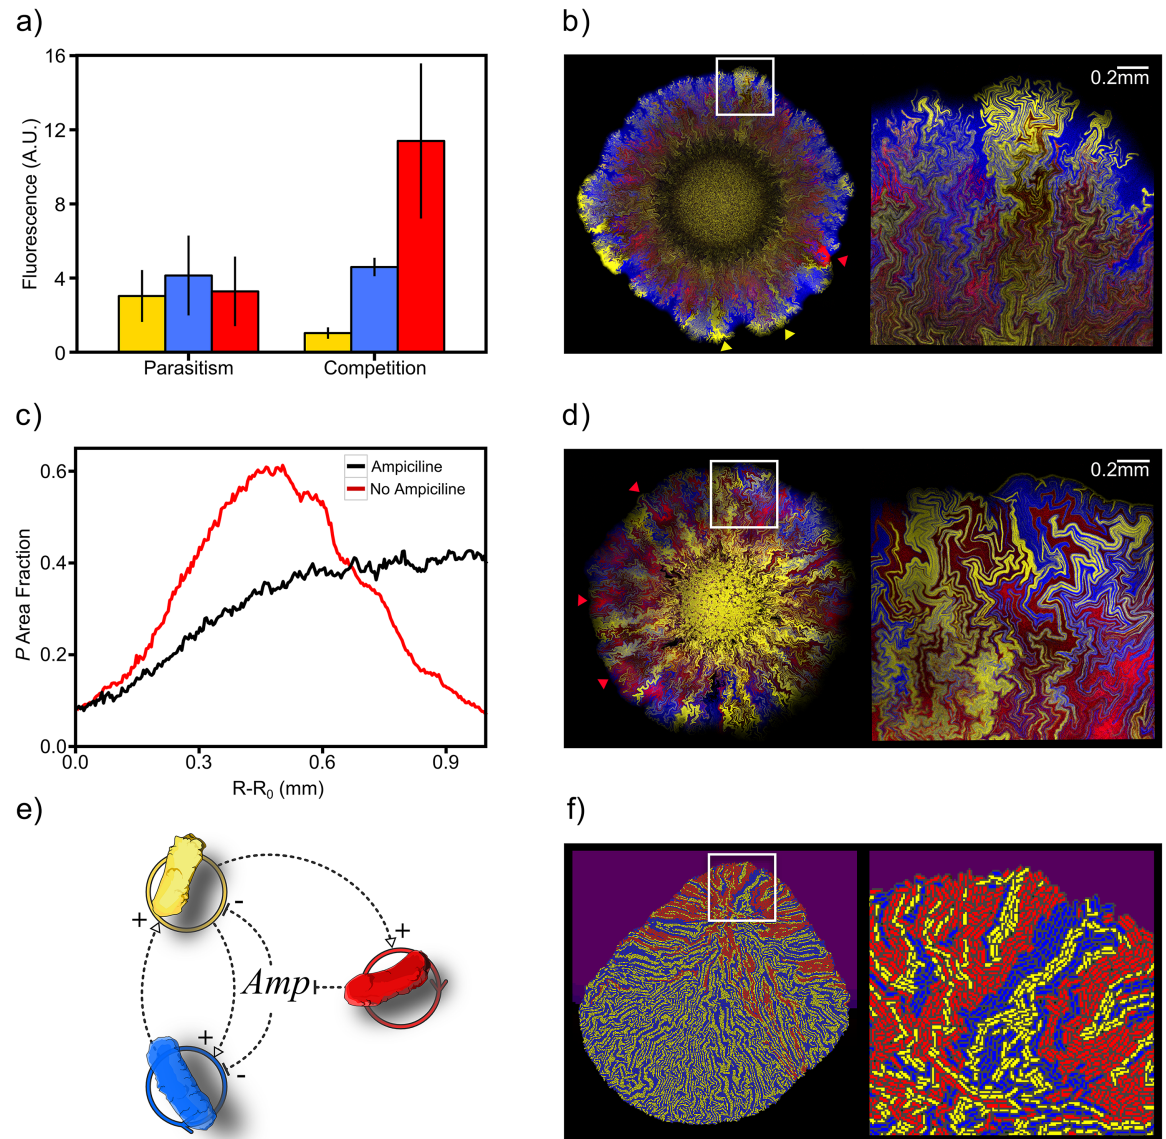 a)
16
12
8
4
0
Fluorescence (A.U.)
Parasitism
Competition
b)
0.2mm
c)
0.6
0.4
0.2
0.0
P Area Fraction
Ampiciline
No Ampiciline
0.0
0.3
0.6
0.9
R-R0 (mm)
d)
0.2mm
e)
+
-
+
Amp
+
-
f)